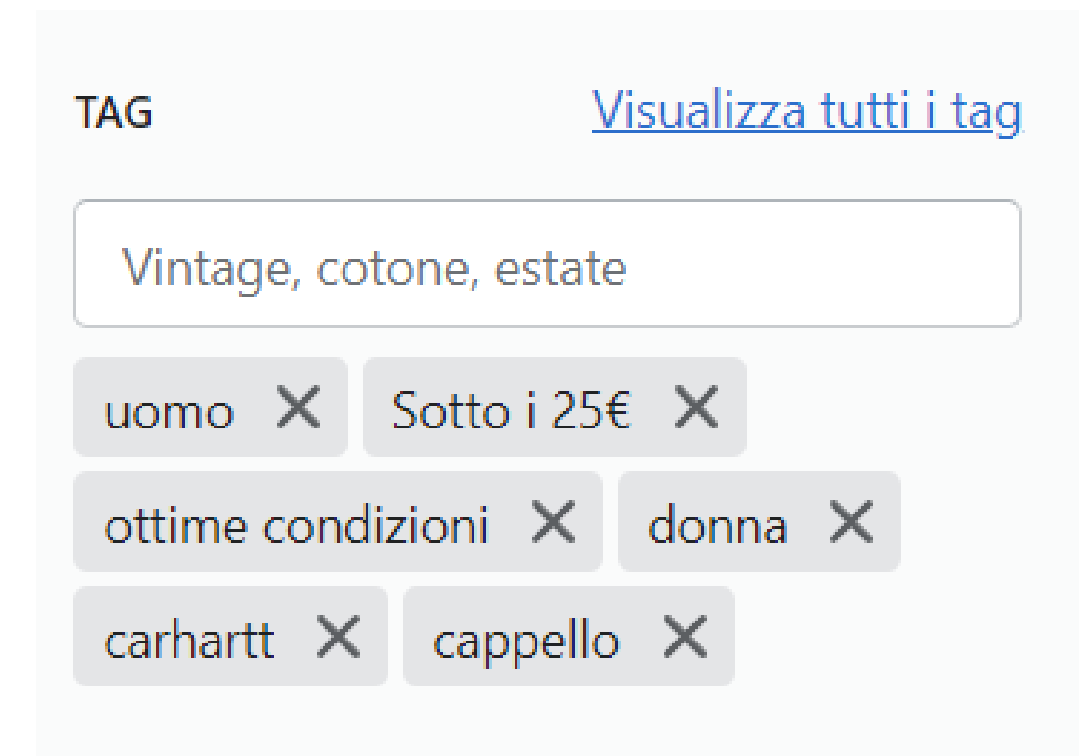 TAG Visualizza tutti i tag
Vintage, cotone, estate
uomo Sotto i 25€
ottime condizioni donna
carhartt cappello